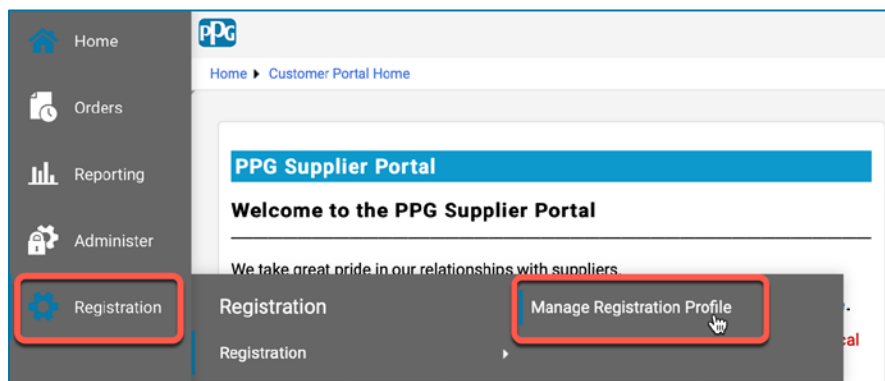 Home
PPG
Home ▸ Customer Portal Home
Orders
Reporting
PPG Supplier Portal
Welcome to the PPG Supplier Portal
Administer
We take great pride in our relationships with suppliers.
Registration
Registration
Manage Registration Profile
Registration